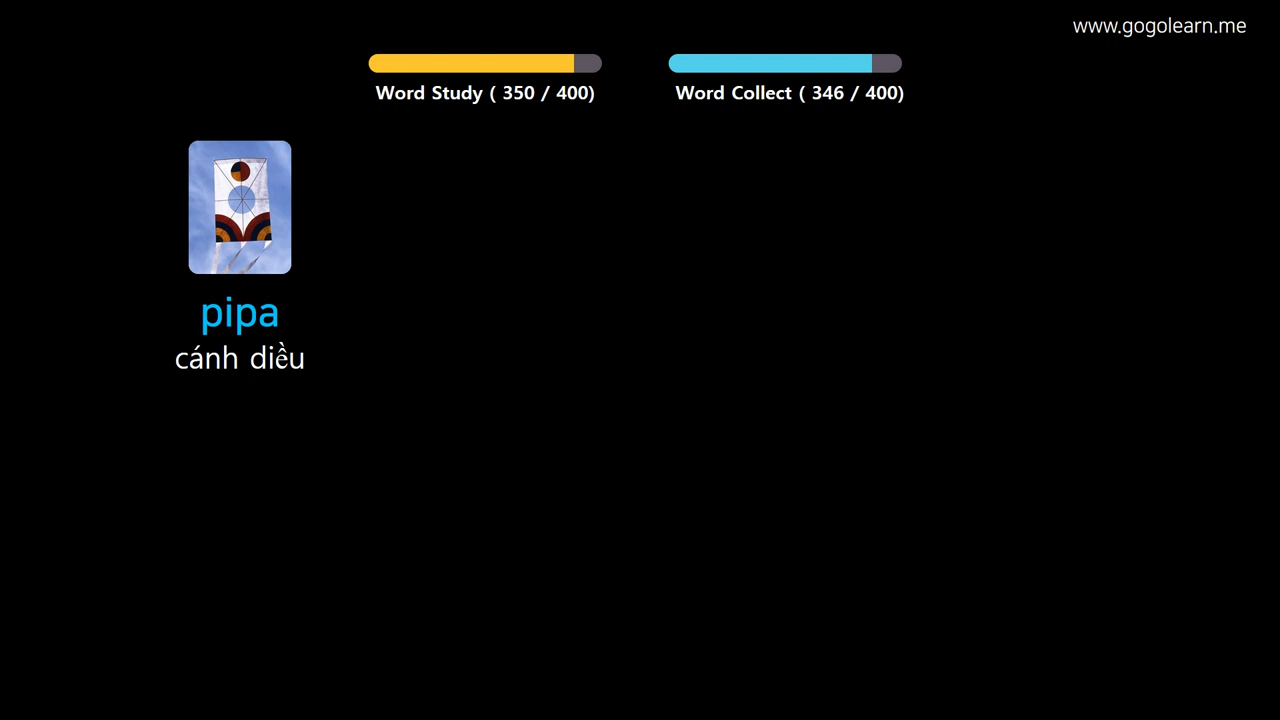 www.gogolearn.me
Word Study ( 350 / 400)
Word Collect ( 346 / 400)
pipa
cánh diều